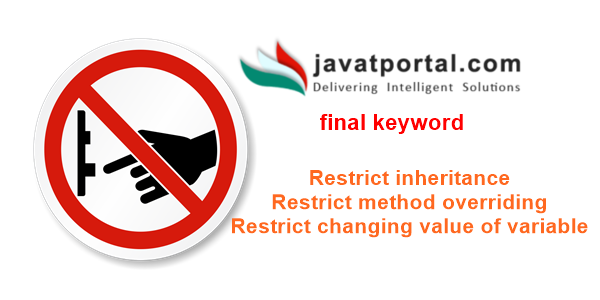 javatportal.com
Delivering Intelligent Solutions
final keyword
Restrict inheritance
Restrict method overriding
Restrict changing value of variable